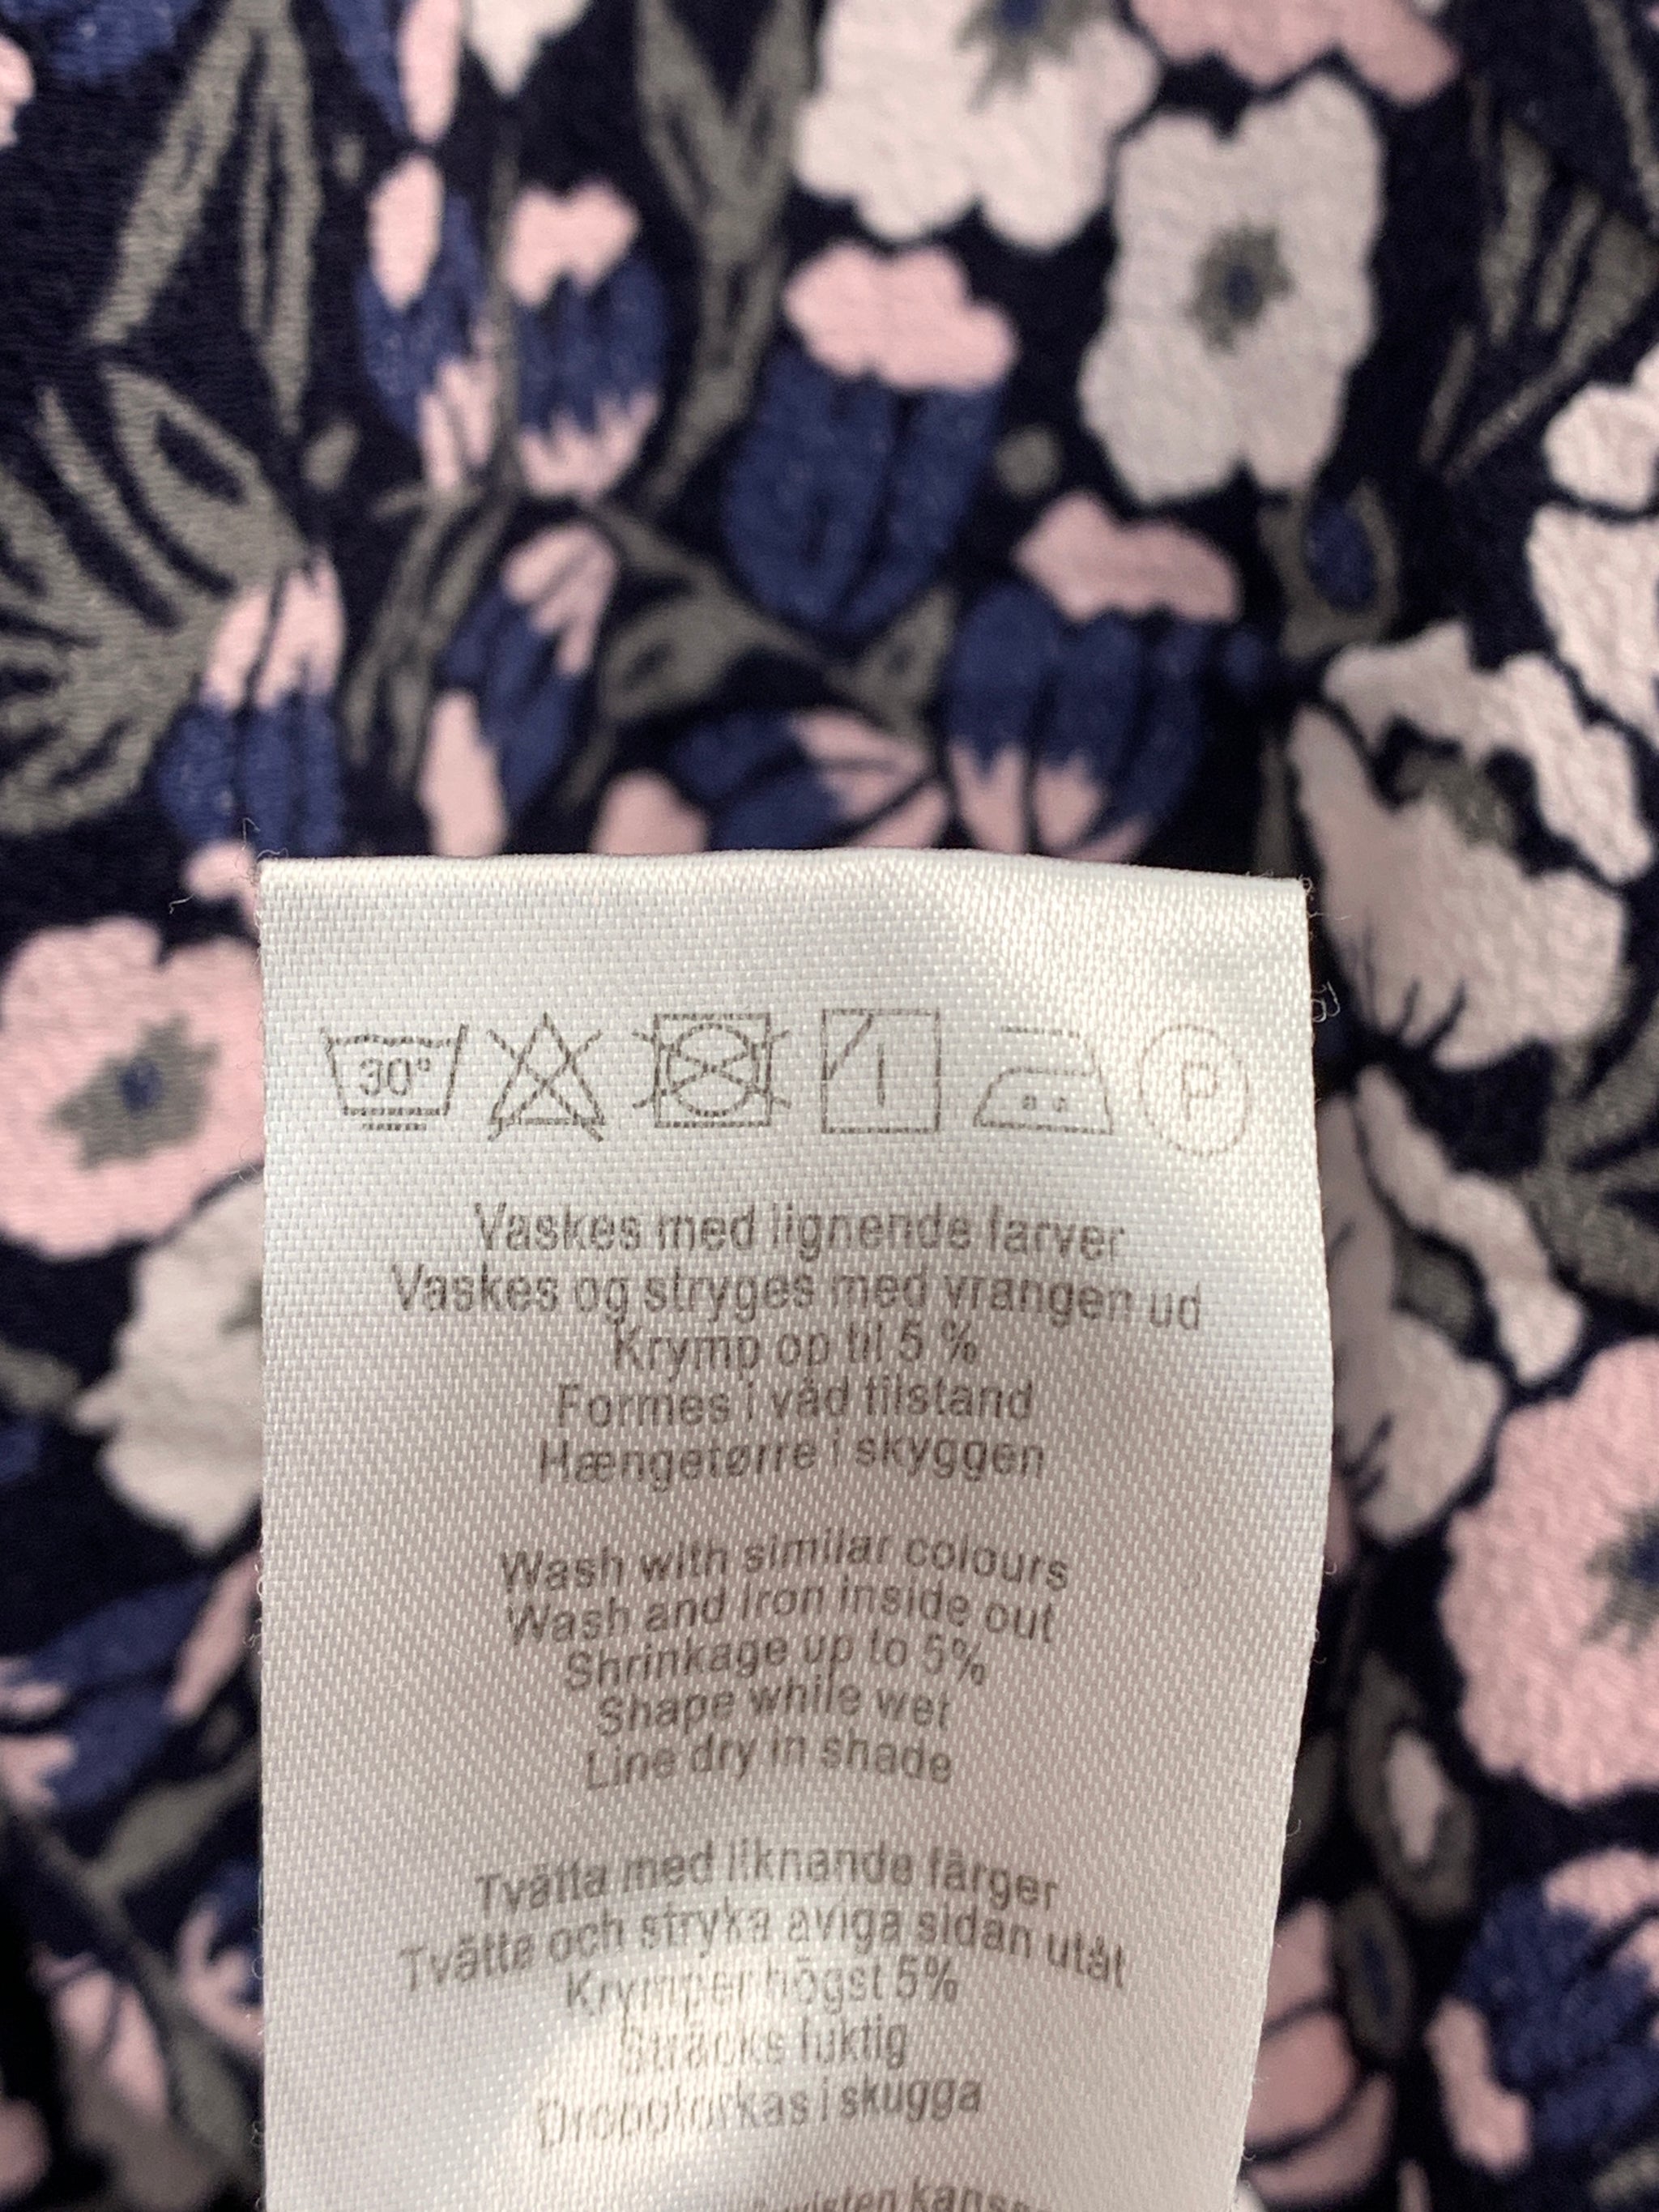 30°
P
Vaskes med lignende farver
Vaskes og stryges med vrangen ud
Krymp op til 5 %
Formes i våd tilstand
Hængetørre i skyggen
Wash with similar colours
Wash and Iron inside out
Shrinkage up to 5%
Shape while wet
Line dry in shade
Tvätta med liknande färger
Tvätta och stryka aviga sidan utåt
Krymper högst 5%
Sträcks fuktig
Dropptorkas i skugga